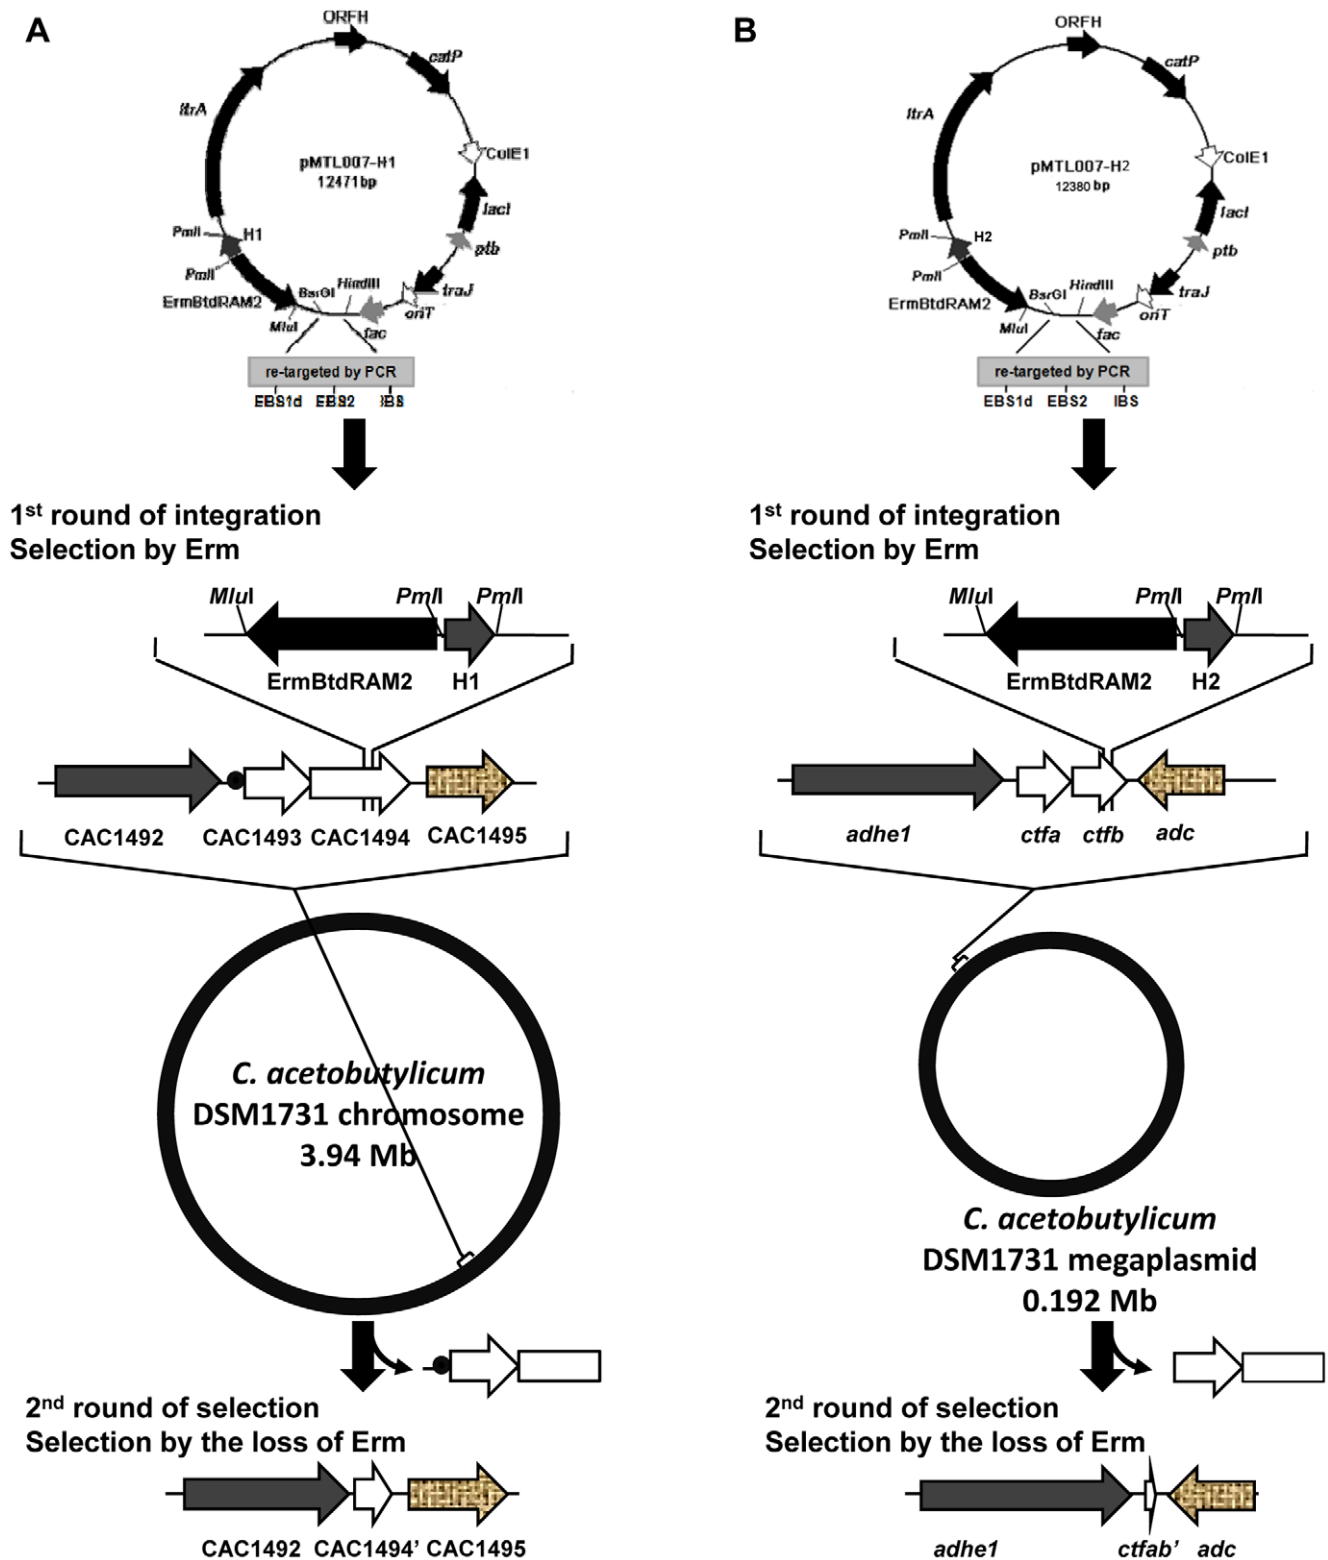 A
ORFH
catP
ltrA
ColE1
pMTL007-H1
12471bp
lacI
PmlI
H1
ptb
PmlI
traJ
ErmBtdRAM2
BsrGI
HindIII
oriT
MluI
fac
re-targeted by PCR
EBS1d EBS2 IBS
1st round of integration
Selection by Erm
MluI PmlI PmlI
ErmBtdRAM2 H1
CAC1492 CAC1493 CAC1494 CAC1495
C. acetobutylicum
DSM1731 chromosome
3.94 Mb
2nd round of selection
Selection by the loss of Erm
CAC1492 CAC1494’ CAC1495
B
ORFH
catP
ltrA
ColE1
pMTL007-H2
12380 bp
lacI
PmlI
H2
ptb
PmlI
traJ
ErmBtdRAM2
BsrGI
HindIII
oriT
MluI
fac
re-targeted by PCR
EBS1d EBS2 IBS
1st round of integration
Selection by Erm
MluI PmlI PmlI
ErmBtdRAM2 H2
adhe1 ctfa ctfb adc
C. acetobutylicum
DSM1731 megaplasmid
0.192 Mb
2nd round of selection
Selection by the loss of Erm
adhe1 ctfab’ adc